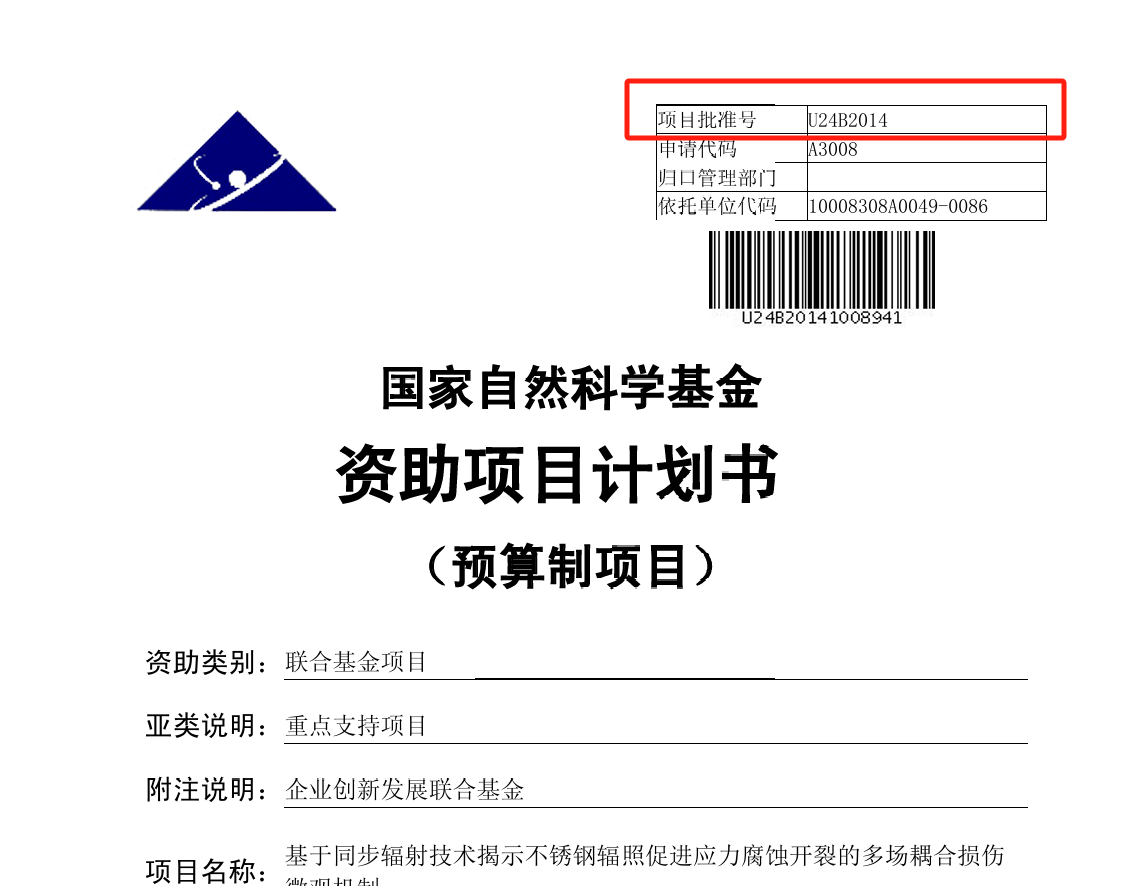 项目批准号 U24B2014
申请代码 A3008
归口管理部门
依托单位代码 10008308A0049-0086
U24B20141008941
国家自然科学基金
资助项目计划书
（预算制项目）
资助类别： 联合基金项目
亚类说明： 重点支持项目
附注说明： 企业创新发展联合基金
项目名称： 基于同步辐射技术揭示不锈钢辐照促进应力腐蚀开裂的多场耦合损伤
微观机制